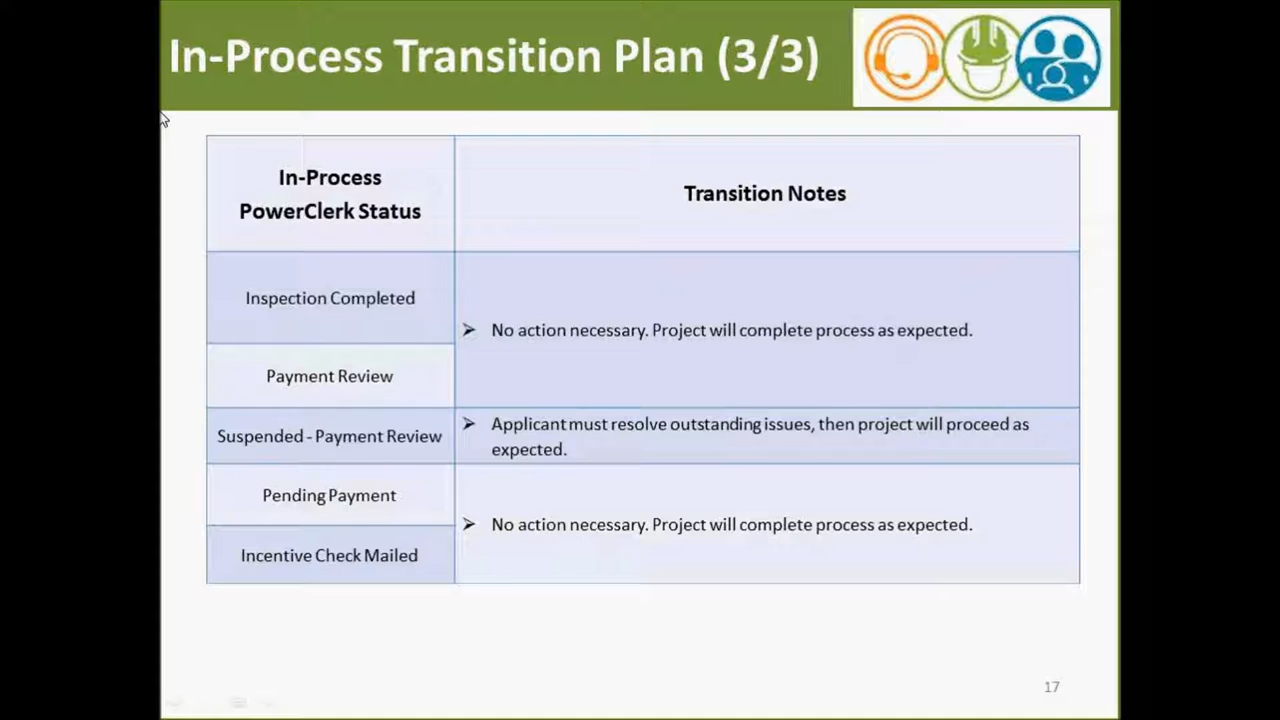 In-Process Transition Plan (3/3)
In-Process
PowerClerk Status
Transition Notes
Inspection Completed
➢ No action necessary. Project will complete process as expected.
Payment Review
Suspended - Payment Review
➢ Applicant must resolve outstanding issues, then project will proceed as
expected.
Pending Payment
➢ No action necessary. Project will complete process as expected.
Incentive Check Mailed
17